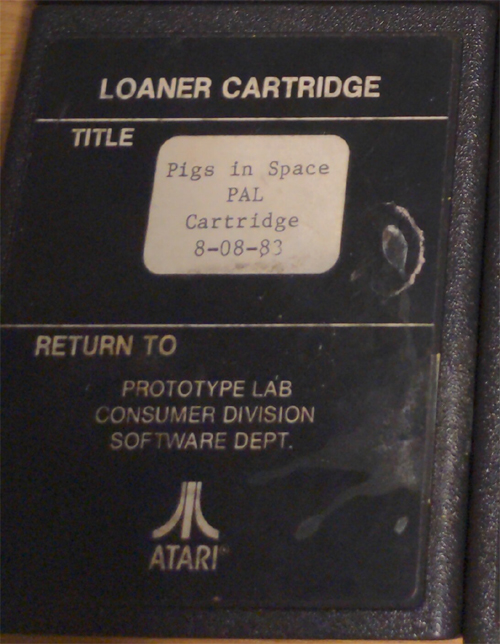 LOANER CARTRIDGE
TITLE
Pigs in Space
PAL
Cartridge
8-08-83
RETURN TO
PROTOTYPE LAB
CONSUMER DIVISION
SOFTWARE DEPT.
ATARI™